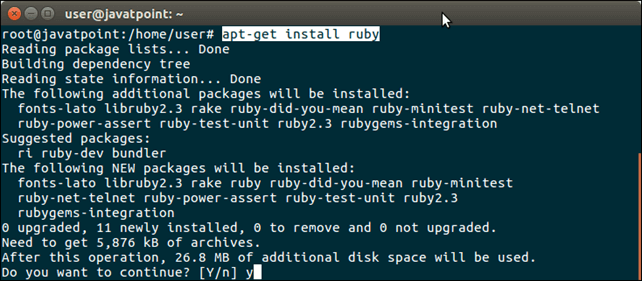 user@javatpoint: ~
root@javatpoint:/home/user# apt-get install ruby
Reading package lists... Done
Building dependency tree
Reading state information... Done
The following additional packages will be installed:
  fonts-lato libruby2.3 rake ruby-did-you-mean ruby-minitest ruby-net-telnet
  ruby-power-assert ruby-test-unit ruby2.3 rubygems-integration
Suggested packages:
  ri ruby-dev bundler
The following NEW packages will be installed:
  fonts-lato libruby2.3 rake ruby ruby-did-you-mean ruby-minitest
  ruby-net-telnet ruby-power-assert ruby-test-unit ruby2.3
  rubygems-integration
0 upgraded, 11 newly installed, 0 to remove and 0 not upgraded.
Need to get 5,876 kB of archives.
After this operation, 26.8 MB of additional disk space will be used.
Do you want to continue? [Y/n] y